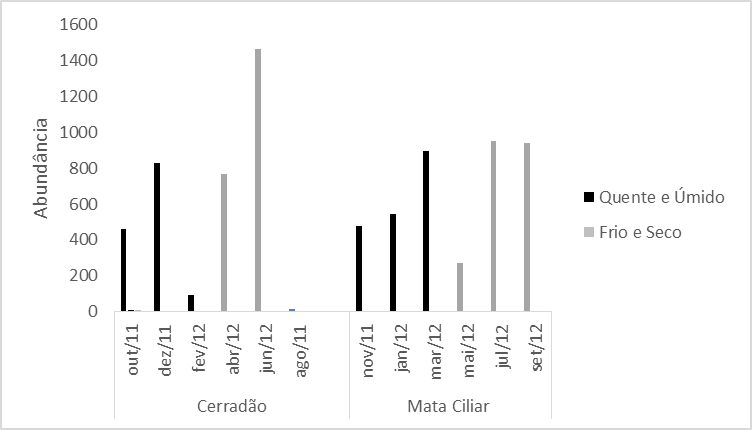 1600
1400
1200
1000
800
600
400
200
0
Abundância
out/11
dez/11
fev/12
abr/12
jun/12
ago/11
nov/11
jan/12
mar/12
mai/12
jul/12
set/12
Cerradão
Mata Ciliar
Quente e Úmido
Frio e Seco